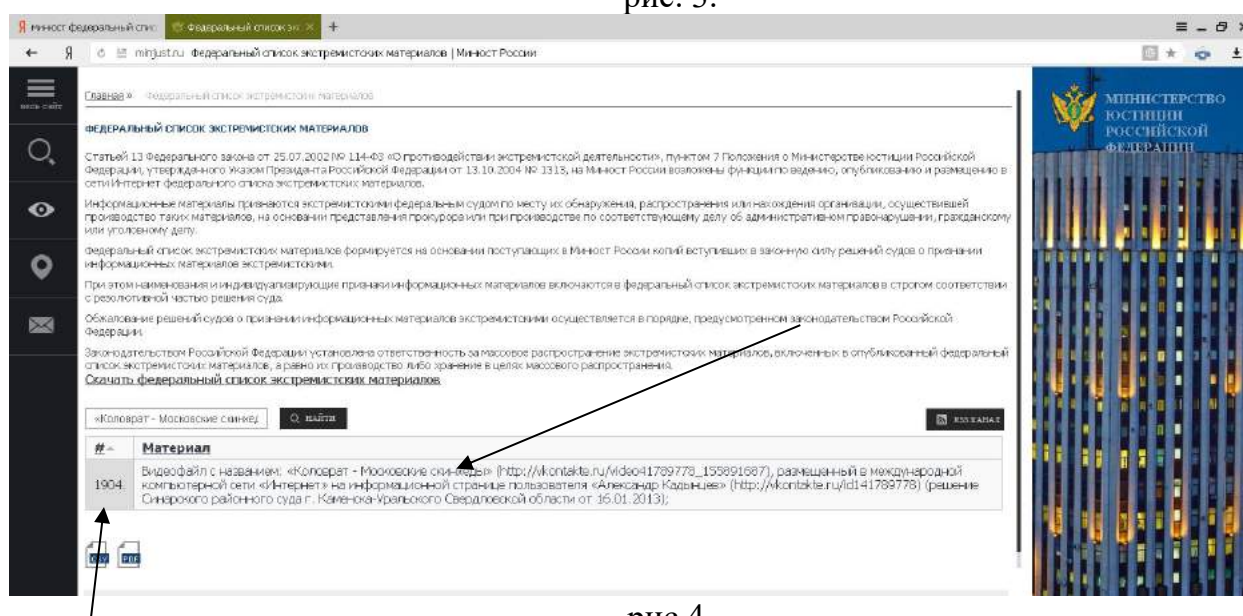 рис. 3.
Федеральный список экс
minjust.ru Федеральный список экстремистских материалов | Минюст России
весь сайт
Главная » Федеральный список экстремистских материалов
ФЕДЕРАЛЬНЫЙ СПИСОК ЭКСТРЕМИСТСКИХ МАТЕРИАЛОВ
Статьей 13 Федерального закона от 25.07.2002 № 114-ФЗ «О противодействии экстремистской деятельности», пунктом 7 Положения о Министерстве юстиции Российской
Федерации, утвержденного Указом Президента Российской Федерации от 13.10.2004 № 1313, на Минюст России возложены функции по ведению, опубликованию и размещению в
сети Интернет федерального списка экстремистских материалов.
Информационные материалы признаются экстремистскими федеральным судом по месту их обнаружения, распространения или нахождения организации, осуществившей
производство таких материалов, на основании представления прокурора или при производстве по соответствующему делу об административном правонарушении, гражданскому
или уголовному делу.
Федеральный список экстремистских материалов формируется на основании поступающих в Минюст России копий вступивших в законную силу решений судов о признании
информационных материалов экстремистскими.
При этом наименования и индивидуализирующие признаки информационных материалов включаются в федеральный список экстремистских материалов в строгом соответствии
с резолютивной частью решения суда.
Обжалование решений судов о признании информационных материалов экстремистскими осуществляется в порядке, предусмотренном законодательством Российской
Федерации.
Законодательством Российской Федерации установлена ответственность за массовое распространение экстремистских материалов, включенных в опубликованный федеральный
список экстремистских материалов, а равно их производство либо хранение в целях массового распространения.
Скачать федеральный список экстремистских материалов
«Коловрат - Московские скинхед НАЙТИ RSS КАНАЛ
# Материал
1904. Видеофайл с названием: «Коловрат - Московские скинхеды» (http://vkontakte.ru/video41789778_155891687), размещенный в международной
компьютерной сети «Интернет» на информационной странице пользователя «Александр Кадынцев» (http://vkontakte.ru/id141789778) (решение
Синарского районного суда г. Каменска-Уральского Свердловской области от 16.01.2013);
CSV PDF
МИНИСТЕРСТВО
ЮСТИЦИИ
РОССИЙСКОЙ
ФЕДЕРАЦИИ
рис 4